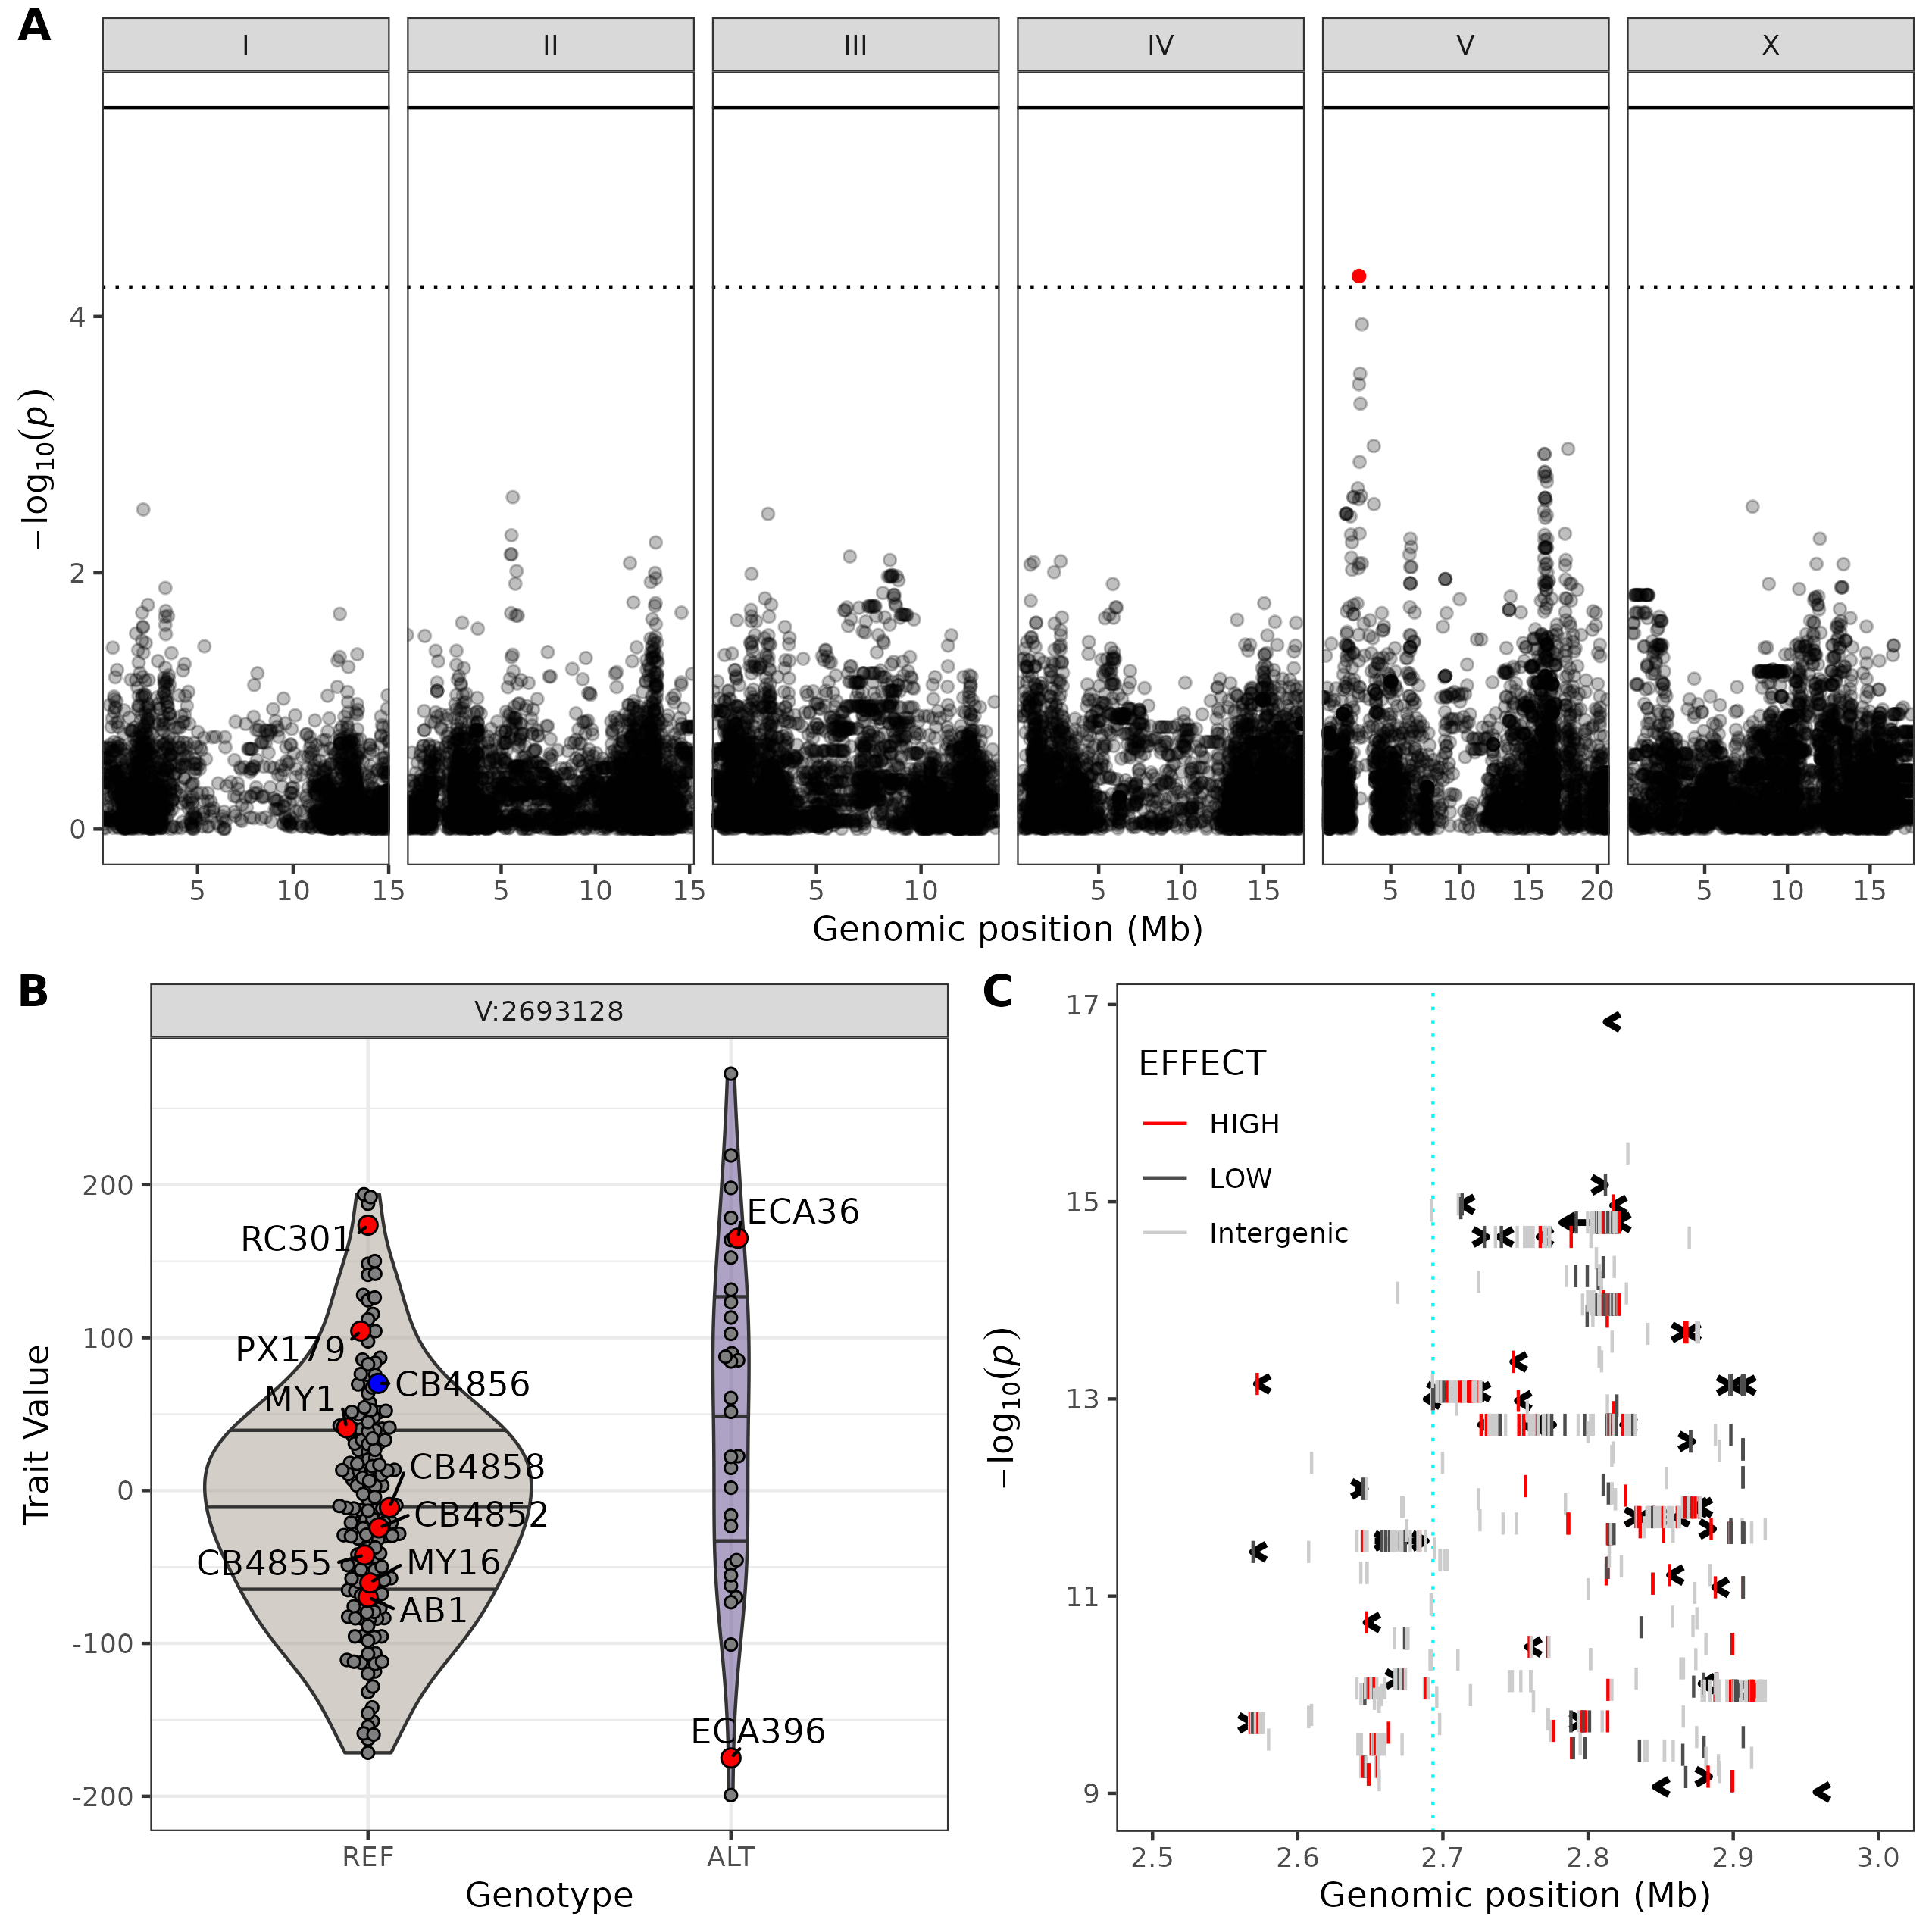 A
I II III IV V X
4
2
0
−log10(p)
5 10 15 5 10 15 5 10 5 10 15 5 10 15 20 5 10 15
Genomic position (Mb)
B
V:2693128
200
100
0
-100
-200
Trait Value
RC301
ECA36
PX179
CB4856
MY1
CB4858
CB4852
CB4855
MY16
AB1
ECA396
REF ALT
Genotype
C
17
15
13
11
9
−log10(p)
EFFECT
HIGH
LOW
Intergenic
2.5 2.6 2.7 2.8 2.9 3.0
Genomic position (Mb)